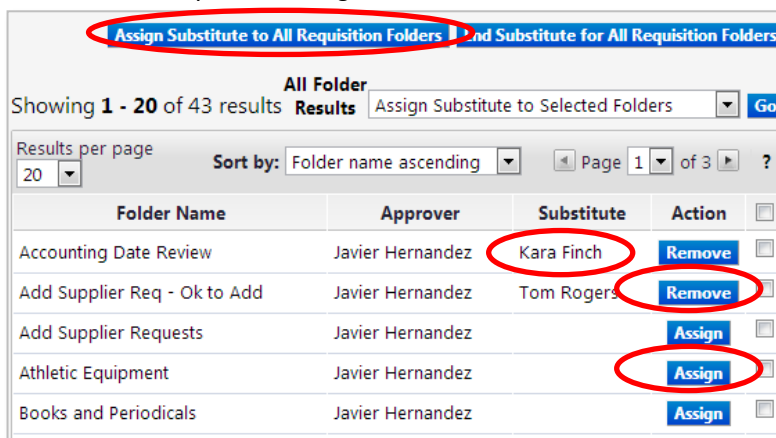 Assign Substitute to All Requisition Folders End Substitute for All Requisition Folders
All Folder
Showing 1 - 20 of 43 results Results Assign Substitute to Selected Folders Go
Results per page
20 Sort by: Folder name ascending Page 1 of 3 ?
Folder Name Approver Substitute Action
Accounting Date Review Javier Hernandez Kara Finch Remove
Add Supplier Req - Ok to Add Javier Hernandez Tom Rogers Remove
Add Supplier Requests Javier Hernandez Assign
Athletic Equipment Javier Hernandez Assign
Books and Periodicals Javier Hernandez Assign